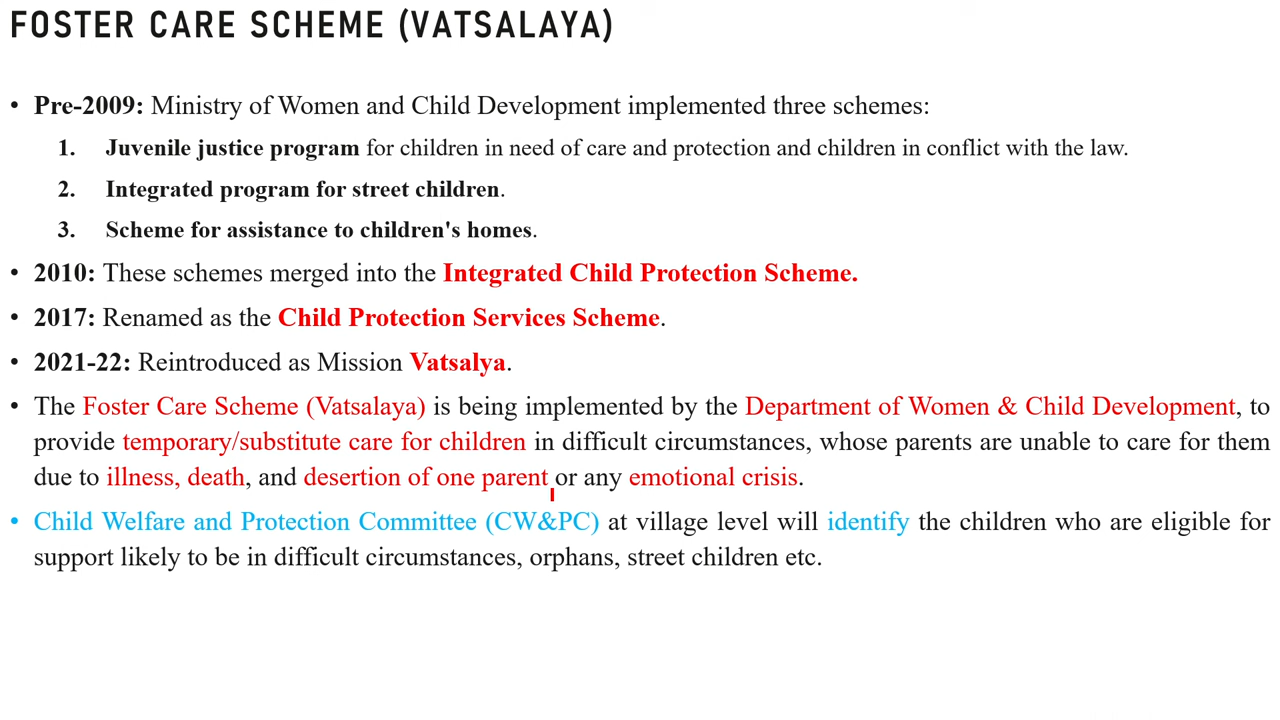 FOSTER CARE SCHEME (VATSALAYA)
• Pre-2009: Ministry of Women and Child Development implemented three schemes:
1. Juvenile justice program for children in need of care and protection and children in conflict with the law.
2. Integrated program for street children.
3. Scheme for assistance to children's homes.
• 2010: These schemes merged into the Integrated Child Protection Scheme.
• 2017: Renamed as the Child Protection Services Scheme.
• 2021-22: Reintroduced as Mission Vatsalya.
• The Foster Care Scheme (Vatsalaya) is being implemented by the Department of Women & Child Development, to
provide temporary/substitute care for children in difficult circumstances, whose parents are unable to care for them
due to illness, death, and desertion of one parent or any emotional crisis.
• Child Welfare and Protection Committee (CW&PC) at village level will identify the children who are eligible for
support likely to be in difficult circumstances, orphans, street children etc.